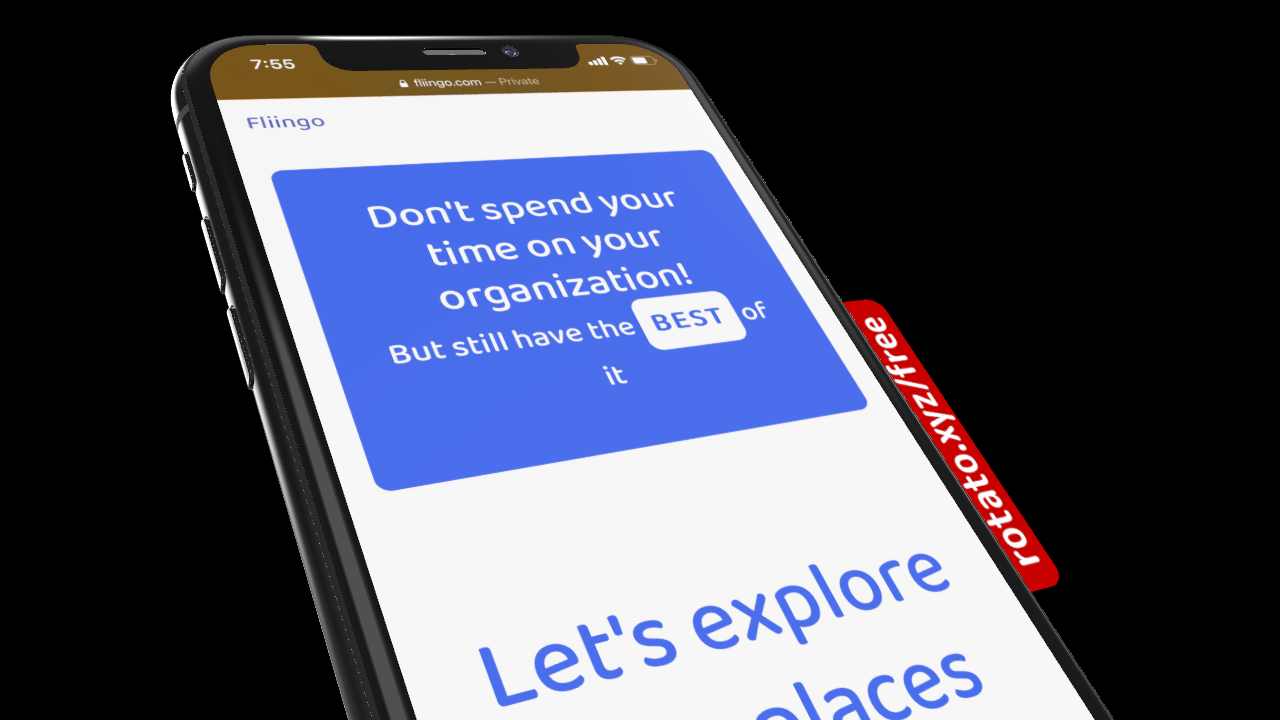 7:55
fliingo.com — Private
Fliingo
Don't spend your
time on your
organization!
But still have the BEST of
it
Let's explore
places
rotato.xyz/free